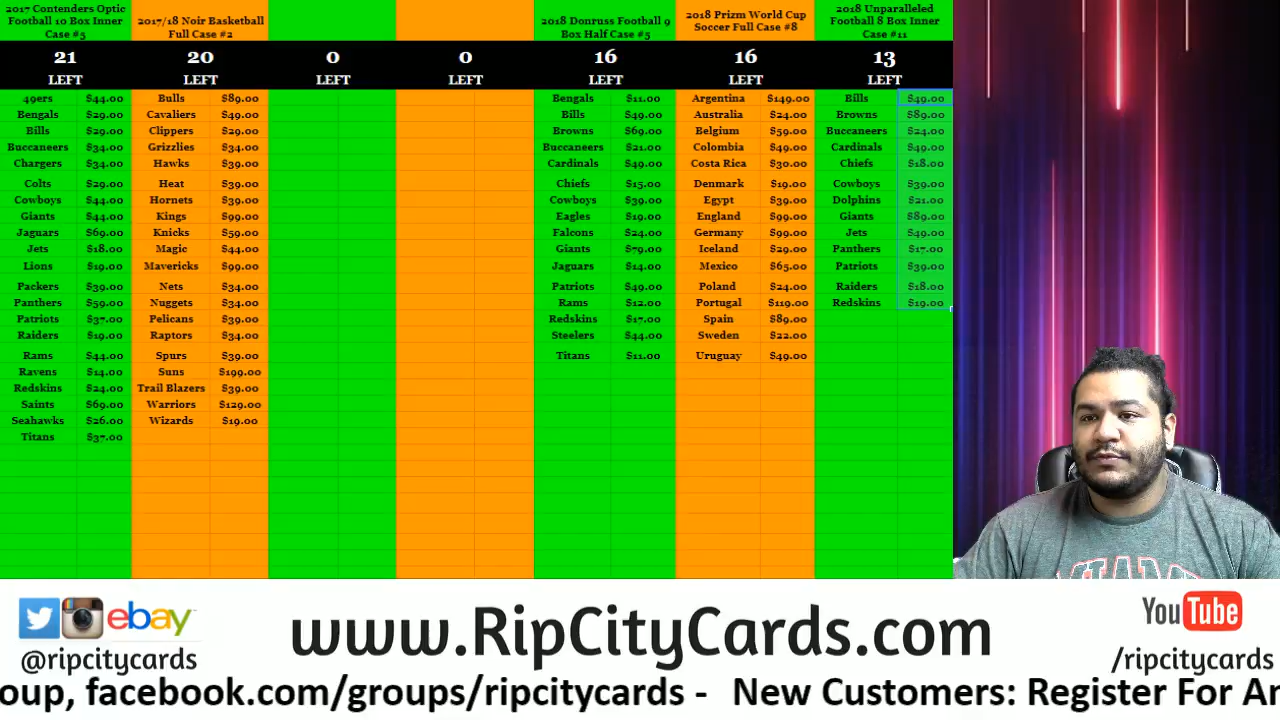 2017 Contenders Optic
Football 10 Box Inner
Case #5
21
LEFT
49ers $44.00
Bengals $29.00
Bills $29.00
Buccaneers $34.00
Chargers $34.00
Colts $29.00
Cowboys $44.00
Giants $44.00
Jaguars $69.00
Jets $18.00
Lions $19.00
Packers $39.00
Panthers $59.00
Patriots $37.00
Raiders $19.00
Rams $44.00
Ravens $14.00
Redskins $24.00
Saints $69.00
Seahawks $26.00
Titans $37.00
2017/18 Noir Basketball
Full Case #2
20
LEFT
Bulls $89.00
Cavaliers $49.00
Clippers $29.00
Grizzlies $34.00
Hawks $39.00
Heat $39.00
Hornets $39.00
Kings $99.00
Knicks $59.00
Magic $44.00
Mavericks $99.00
Nets $34.00
Nuggets $34.00
Pelicans $39.00
Raptors $34.00
Spurs $39.00
Suns $199.00
Trail Blazers $39.00
Warriors $129.00
Wizards $19.00
0
LEFT
0
LEFT
2018 Donruss Football 9
Box Half Case #5
16
LEFT
Bengals $11.00
Bills $49.00
Browns $69.00
Buccaneers $21.00
Cardinals $49.00
Chiefs $15.00
Cowboys $39.00
Eagles $19.00
Falcons $24.00
Giants $79.00
Jaguars $14.00
Patriots $49.00
Rams $12.00
Redskins $17.00
Steelers $44.00
Titans $11.00
2018 Prizm World Cup
Soccer Full Case #8
16
LEFT
Argentina $149.00
Australia $24.00
Belgium $59.00
Colombia $49.00
Costa Rica $30.00
Denmark $19.00
Egypt $39.00
England $99.00
Germany $99.00
Iceland $29.00
Mexico $65.00
Poland $24.00
Portugal $119.00
Spain $89.00
Sweden $22.00
Uruguay $49.00
2018 Unparalleled
Football 8 Box Inner
Case #11
13
LEFT
Bills $49.00
Browns $89.00
Buccaneers $24.00
Cardinals $49.00
Chiefs $18.00
Cowboys $39.00
Dolphins $21.00
Giants $89.00
Jets $49.00
Panthers $17.00
Patriots $39.00
Raiders $18.00
Redskins $19.00
ebay
@ripcitycards
www.RipCityCards.com
YouTube
/ripcitycards
oup, facebook.com/groups/ripcitycards - New Customers: Register For